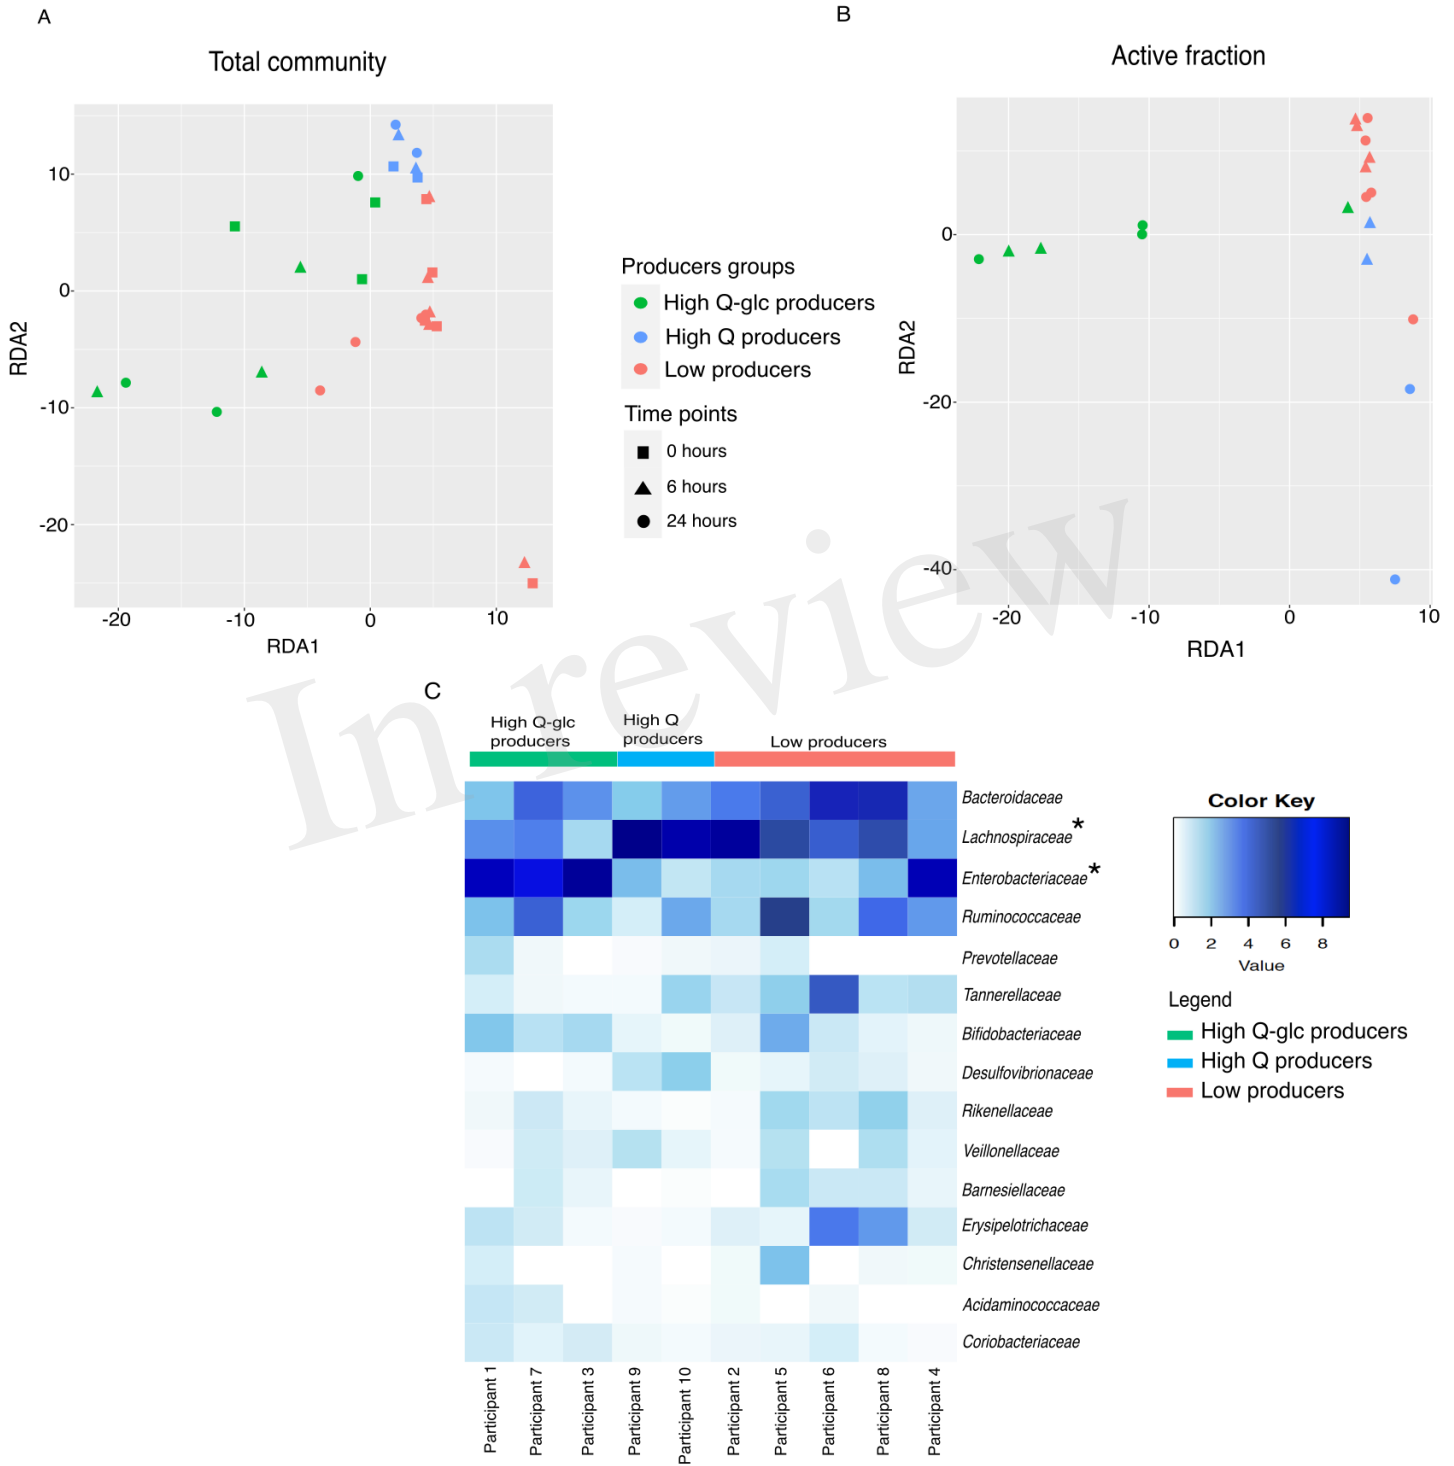 A
B
Total community
Active fraction
10
0
-10
-20
RDA2
-20
-10
0
10
RDA1
Producers groups
High Q-glc producers
High Q producers
Low producers
Time points
0 hours
6 hours
24 hours
0
-20
-40
RDA2
-20
-10
0
10
RDA1
In review
C
High Q-glc
producers
High Q
producers
Low producers
Bacteroidaceae
Lachnospiraceae*
Enterobacteriaceae*
Ruminococcaceae
Prevotellaceae
Tannerellaceae
Bifidobacteriaceae
Desulfovibrionaceae
Rikenellaceae
Veillonellaceae
Barnesiellaceae
Erysipelotrichaceae
Christensenellaceae
Acidaminococcaceae
Coriobacteriaceae
Participant 1
Participant 7
Participant 3
Participant 9
Participant 10
Participant 2
Participant 5
Participant 6
Participant 8
Participant 4
Color Key
0 2 4 6 8
Value
Legend
High Q-glc producers
High Q producers
Low producers